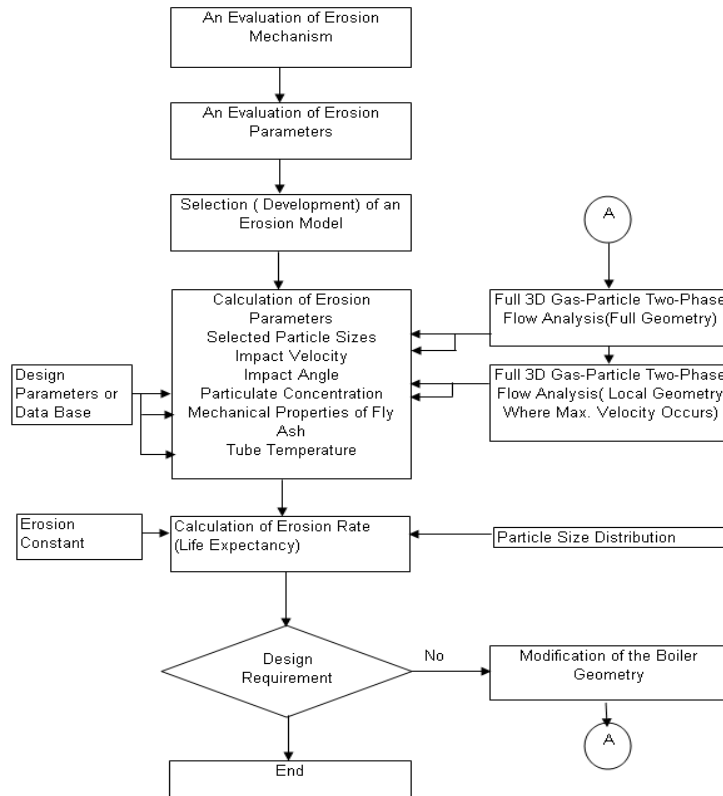 An Evaluation of Erosion
Mechanism
An Evaluation of Erosion
Parameters
Selection ( Development) of an
Erosion Model
A
Calculation of Erosion
Parameters
Selected Particle Sizes
Impact Velocity
Impact Angle
Particulate Concentration
Mechanical Properties of Fly
Ash
Tube Temperature
Full 3D Gas-Particle Two-Phase
Flow Analysis(Full Geometry)
Design
Parameters or
Data Base
Full 3D Gas-Particle Two-Phase
Flow Analysis( Local Geometry
Where Max. Velocity Occurs)
Erosion
Constant
Calculation of Erosion Rate
(Life Expectancy)
Particle Size Distribution
Design
Requirement
No
Modification of the Boiler
Geometry
A
End